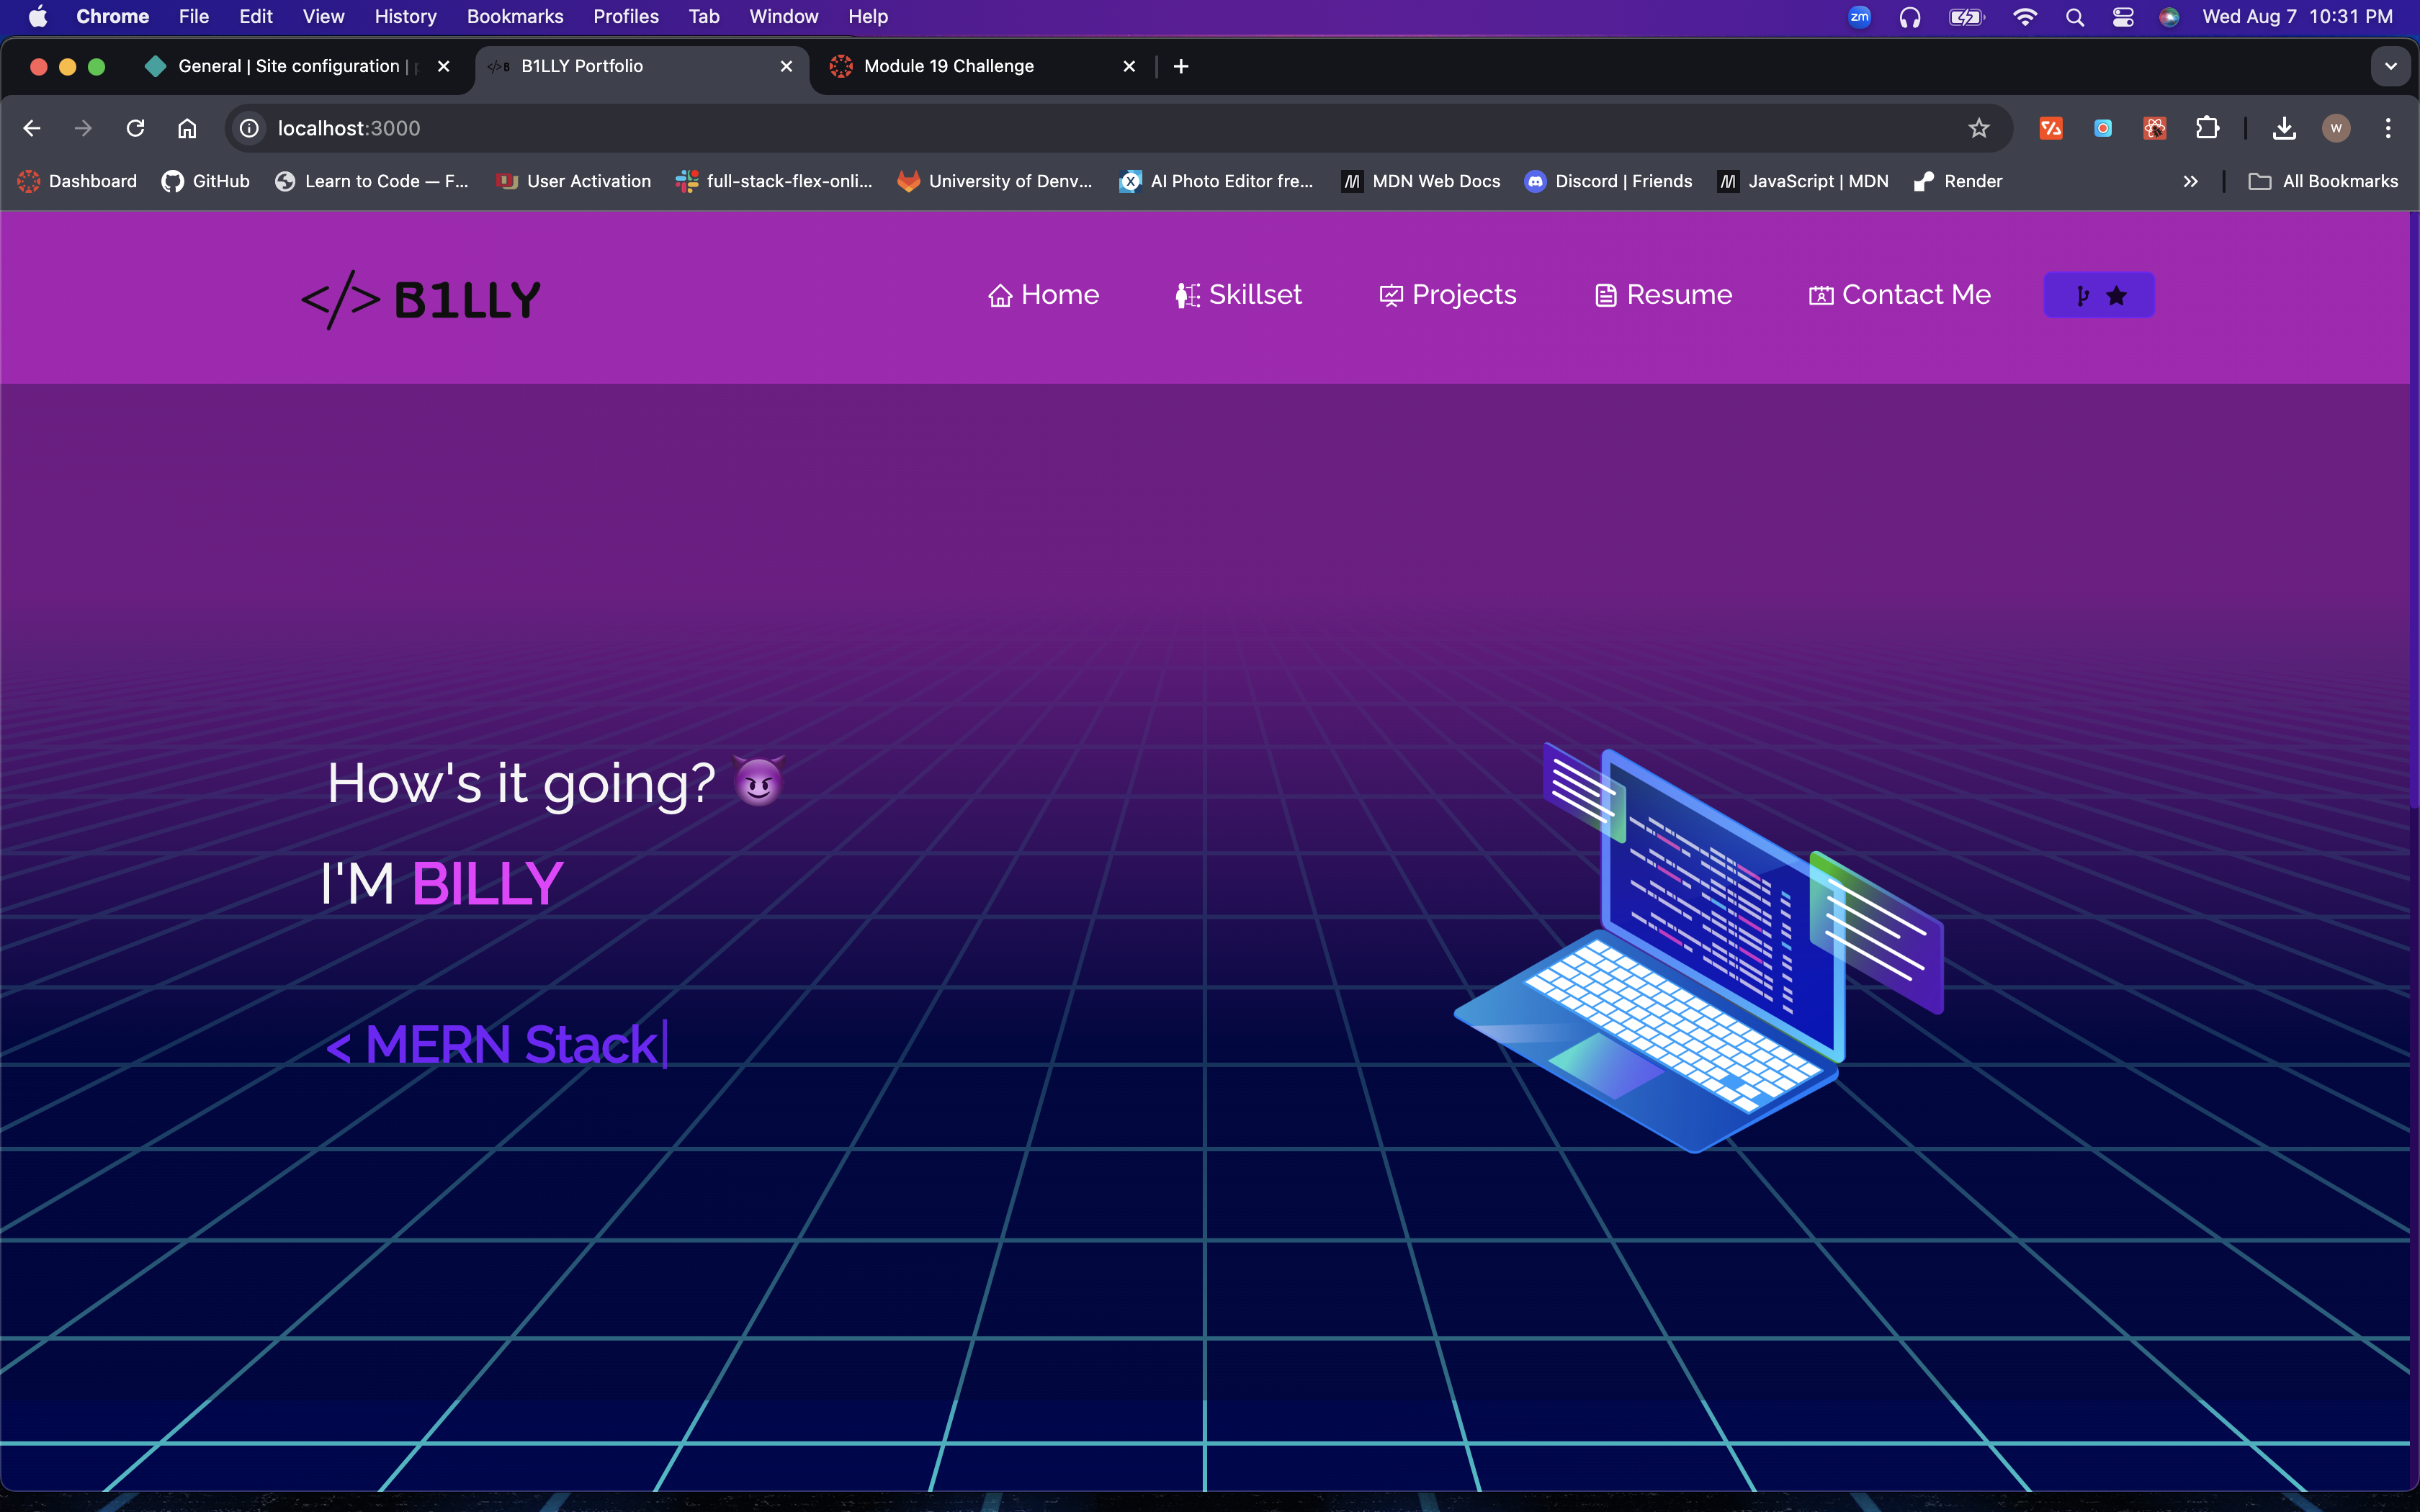 Chrome File Edit View History Bookmarks Profiles Tab Window Help zm Wed Aug 7 10:31 PM
General | Site configuration | B1LLY Portfolio Module 19 Challenge
localhost:3000 W
Dashboard GitHub Learn to Code — F... User Activation full-stack-flex-onli... University of Denv... AI Photo Editor fre... MDN Web Docs Discord | Friends JavaScript | MDN Render All Bookmarks
</> B1LLY Home Skillset Projects Resume Contact Me
How's it going? 😈
I'M BILLY
< MERN Stack|